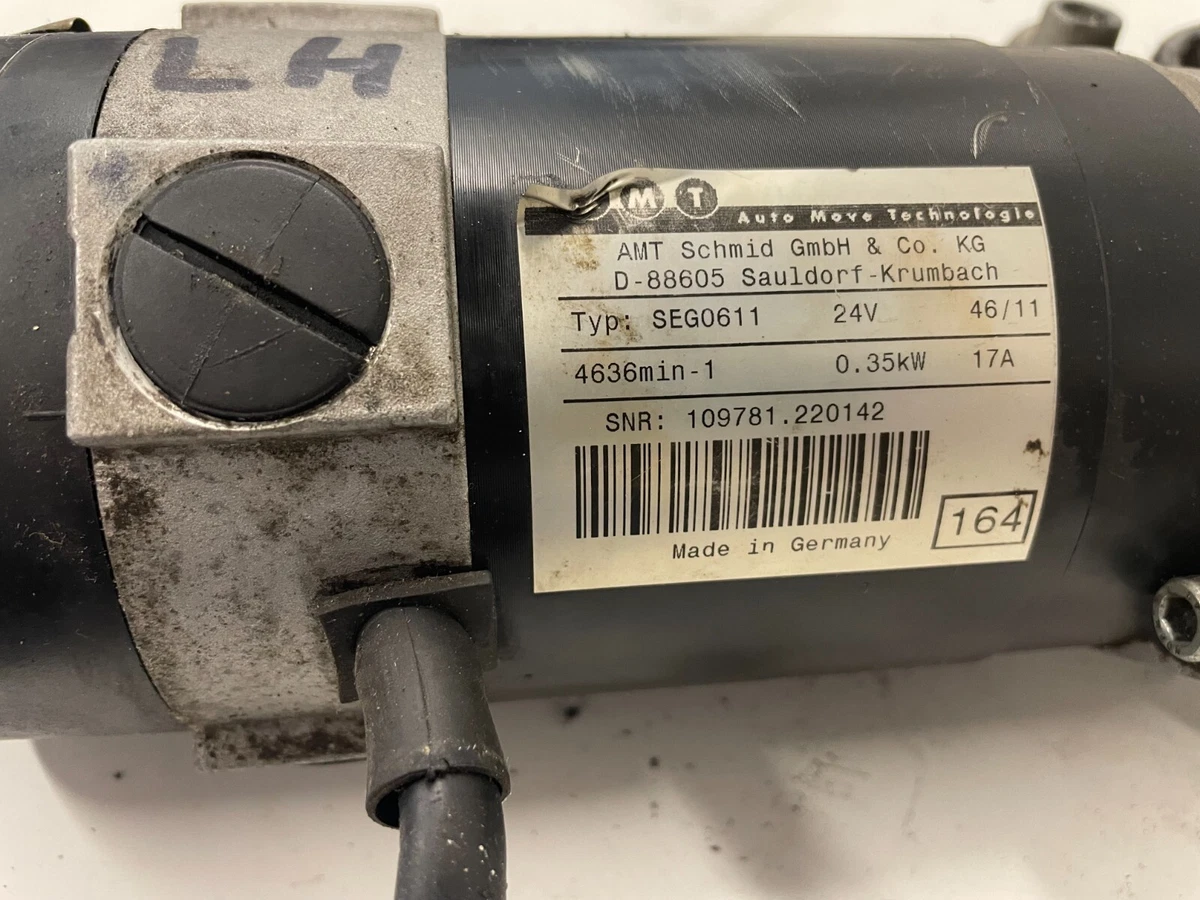 LH
M T
Auto Move Technologie
AMT Schmid GmbH & Co. KG
D-88605 Sauldorf-Krumbach
Typ: SEG0611 24V 46/11
4636min-1 0.35kW 17A
SNR: 109781.220142
Made in Germany
164